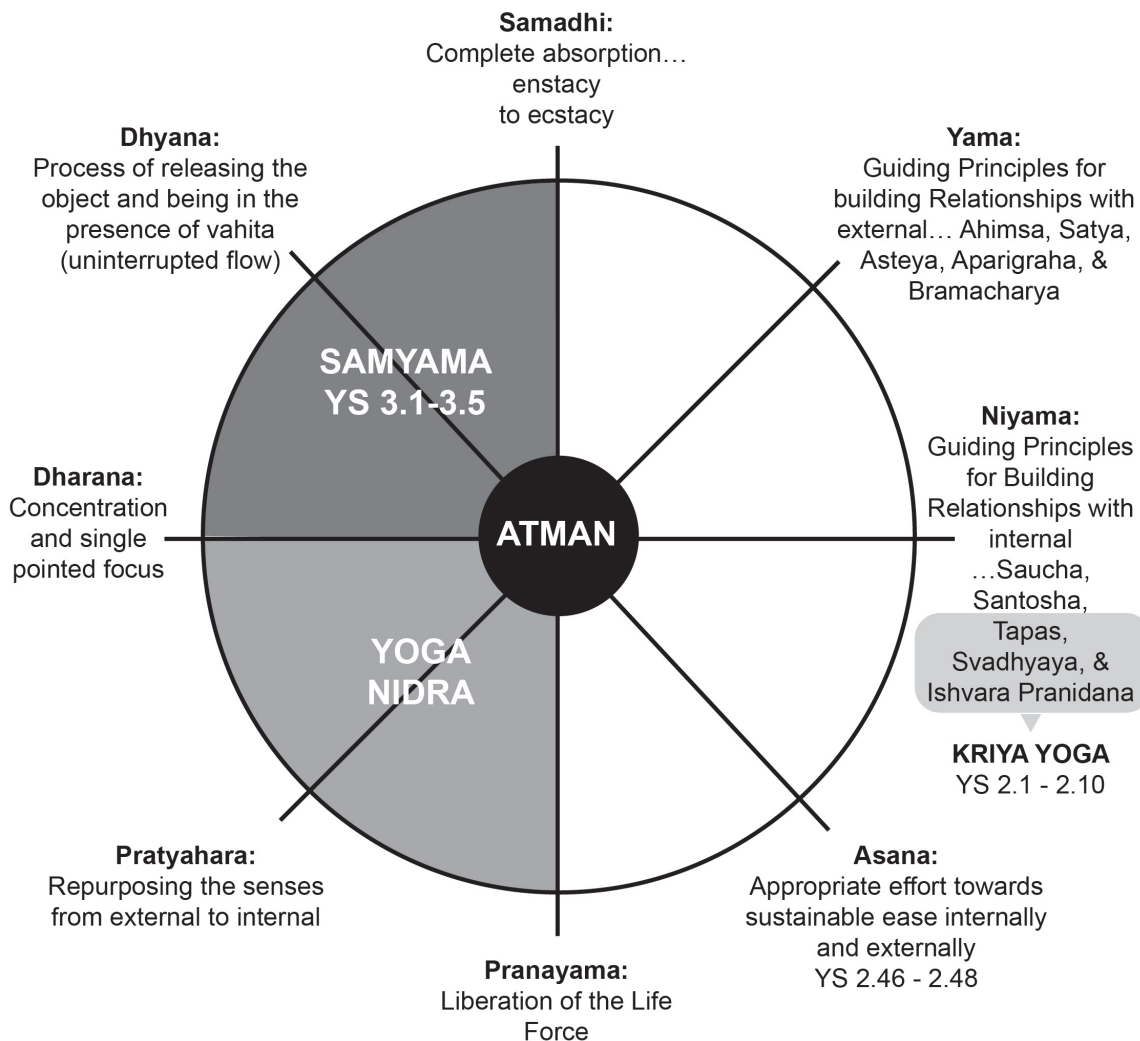 Samadhi:
Complete absorption…
enstacy
to ecstacy
Yama:
Guiding Principles for
building Relationships with
external… Ahimsa, Satya,
Asteya, Aparigraha, &
Bramacharya
Niyama:
Guiding Principles
for Building
Relationships with
internal
…Saucha,
Santosha,
Tapas,
Svadhyaya, &
Ishvara Pranidana
KRIYA YOGA
YS 2.1 - 2.10
Asana:
Appropriate effort towards
sustainable ease internally
and externally
YS 2.46 - 2.48
Pranayama:
Liberation of the Life
Force
Pratyahara:
Repurposing the senses
from external to internal
Dharana:
Concentration
and single
pointed focus
Dhyana:
Process of releasing the
object and being in the
presence of vahita
(uninterrupted flow)
SAMYAMA
YS 3.1-3.5
YOGA
NIDRA
ATMAN